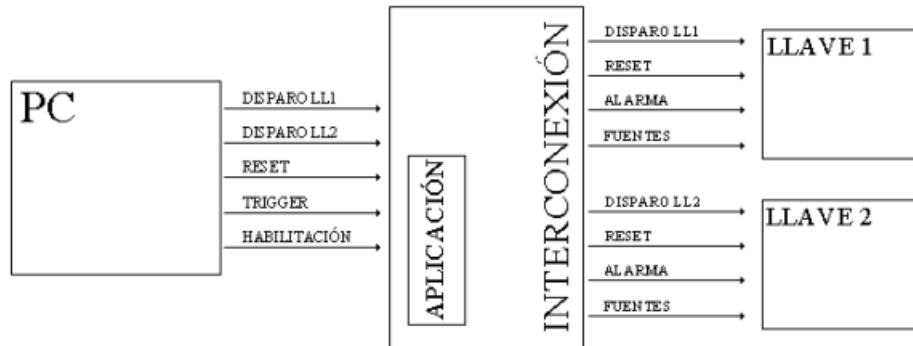 PC
DISPARO LL1
DISPARO LL2
RESET
TRIGGER
HABILITACIÓN
APLICACIÓN
INTERCONEXIÓN
DISPARO LL1
RESET
ALARMA
FUENTES
LLAVE 1
DISPARO LL2
RESET
ALARMA
FUENTES
LLAVE 2